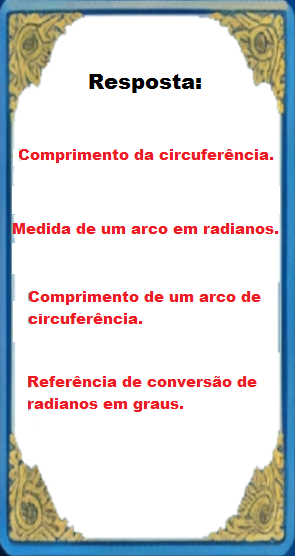 Resposta:
Comprimento da circuferência.
Medida de um arco em radianos.
Comprimento de um arco de
circuferência.
Referência de conversão de
radianos em graus.